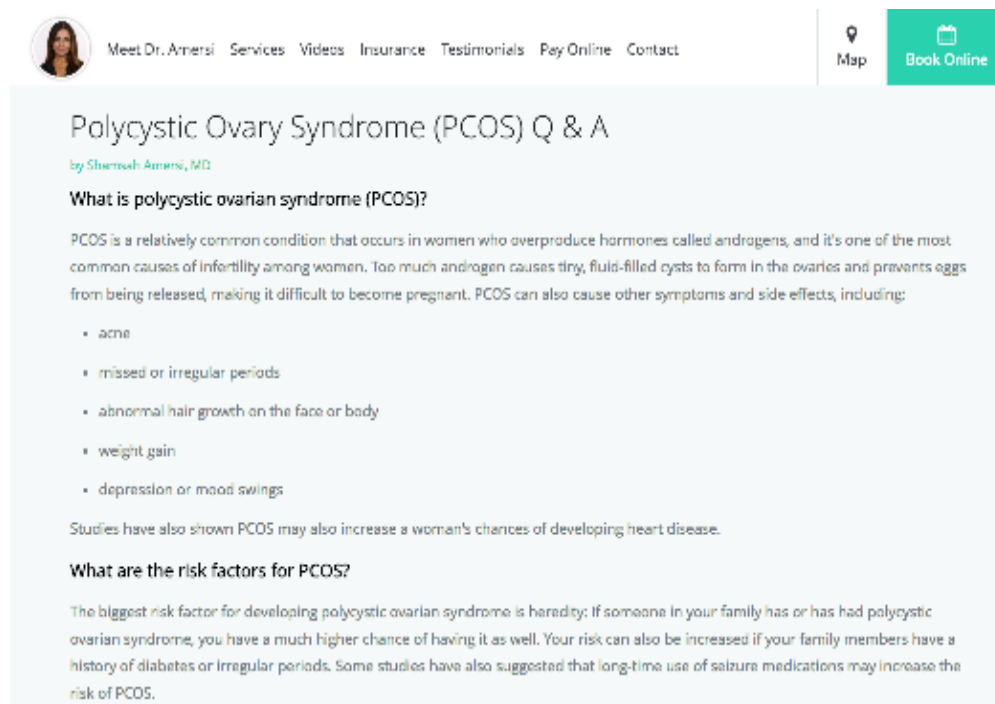 Meet Dr. Amersi Services Videos Insurance Testimonials Pay Online Contact
Map
Book Online
Polycystic Ovary Syndrome (PCOS) Q & A
by Shamsah Amersi, MD
What is polycystic ovarian syndrome (PCOS)?
PCOS is a relatively common condition that occurs in women who overproduce hormones called androgens, and it's one of the most
common causes of infertility among women. Too much androgen causes tiny, fluid-filled cysts to form in the ovaries and prevents eggs
from being released, making it difficult to become pregnant. PCOS can also cause other symptoms and side effects, including:
• acne
• missed or irregular periods
• abnormal hair growth on the face or body
• weight gain
• depression or mood swings
Studies have also shown PCOS may also increase a woman's chances of developing heart disease.
What are the risk factors for PCOS?
The biggest risk factor for developing polycystic ovarian syndrome is heredity: If someone in your family has or has had polycystic
ovarian syndrome, you have a much higher chance of having it as well. Your risk can also be increased if your family members have a
history of diabetes or irregular periods. Some studies have also suggested that long-time use of seizure medications may increase the
risk of PCOS.